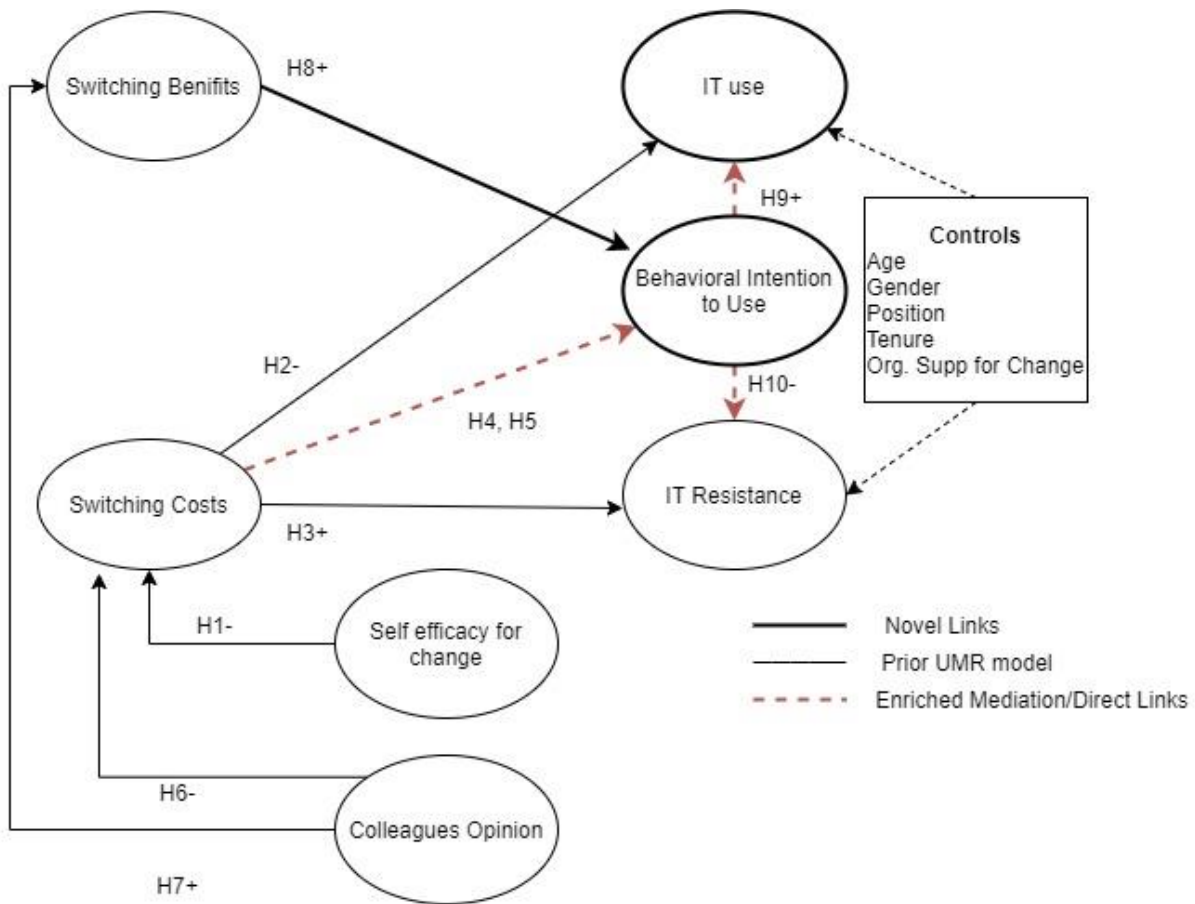 Switching Benifits
H8+
IT use
H9+
Controls
Age
Gender
Position
Tenure
Org. Supp for Change
Behavioral Intention
to Use
H2-
H10-
H4, H5
Switching Costs
IT Resistance
H3+
Self efficacy for
change
H1-
Novel Links
Prior UMR model
Enriched Mediation/Direct Links
H6-
Colleagues Opinion
H7+